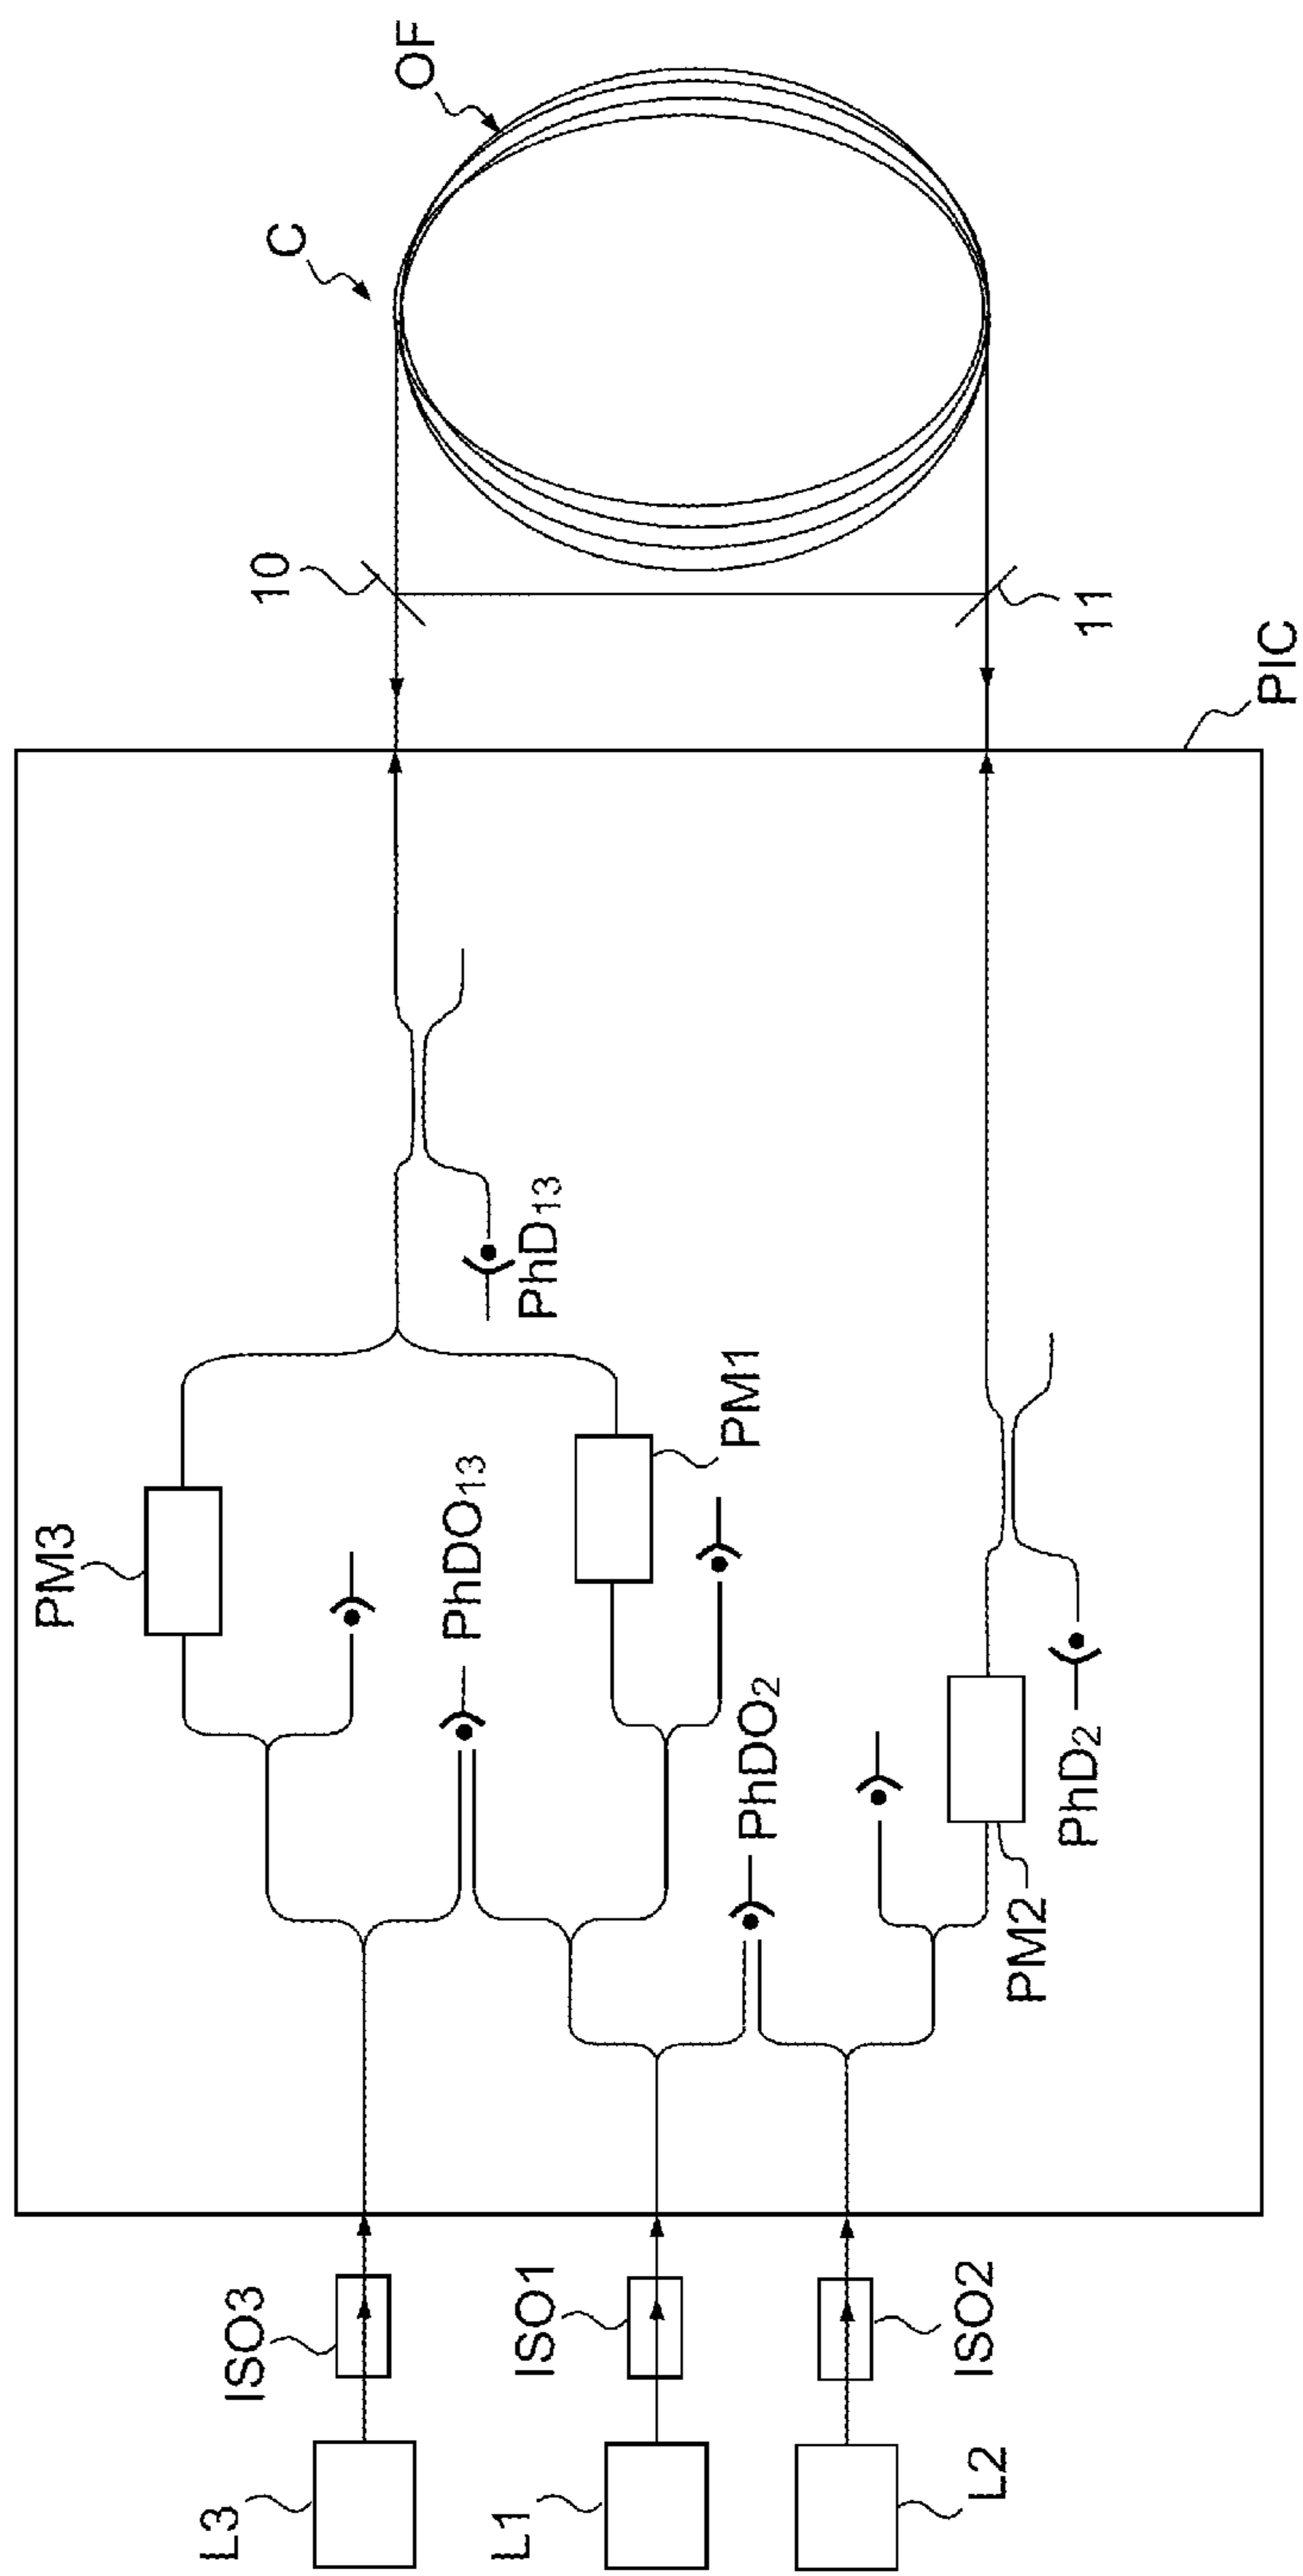 L3
ISO3
L1
ISO1
L2
ISO2
PM3
PhDO13
PM1
PhDO2
PM2
PhD2
PhD13
PIC
10
11
C
OF